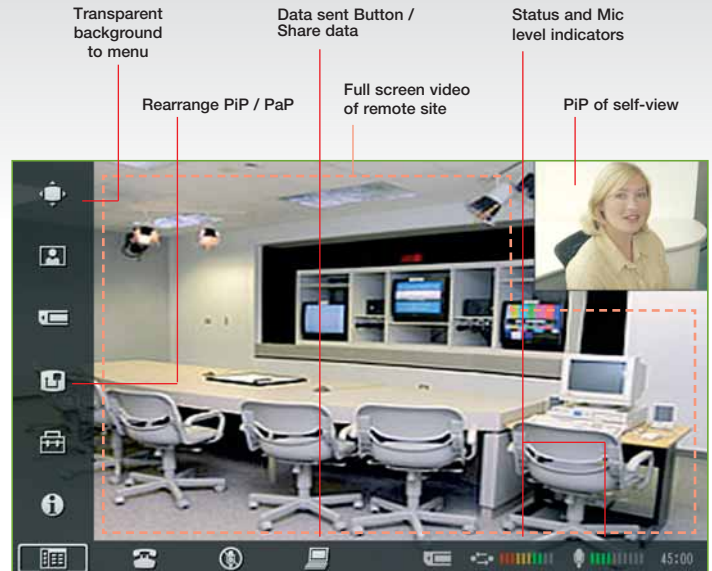 Transparent
background
to menu
Data sent Button /
Share data
Status and Mic
level indicators
Rearrange PiP / PaP
Full screen video
of remote site
PiP of self-view
45:00